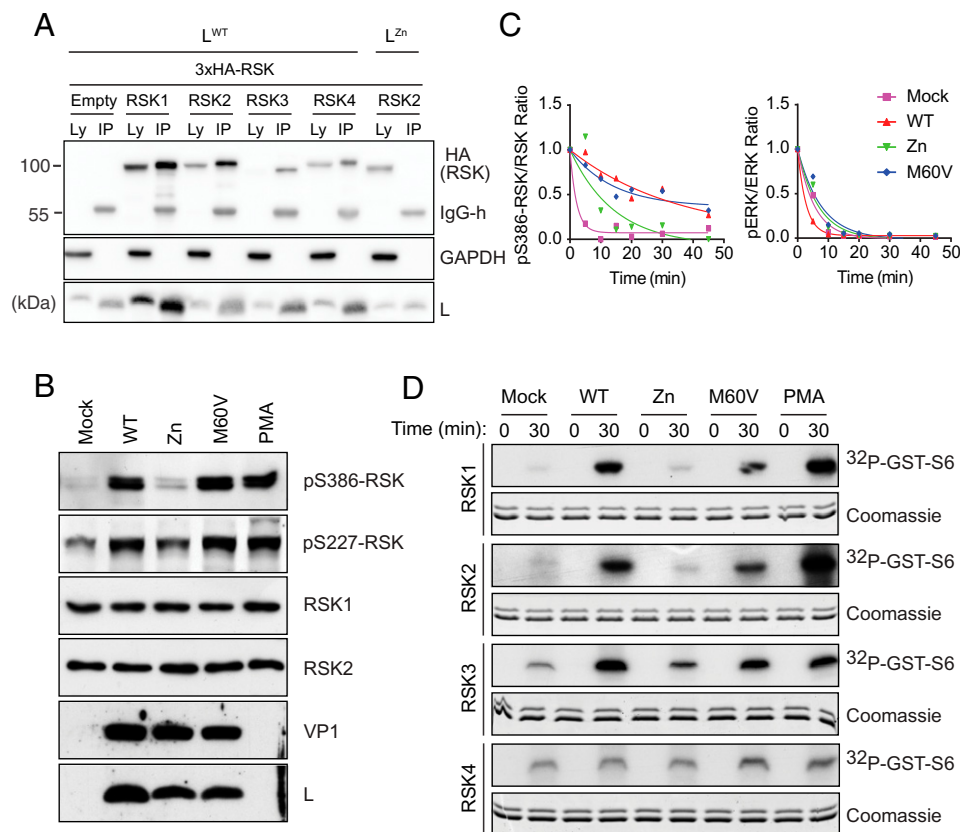 A
L^WT L^Zn
3xHA-RSK
Empty RSK1 RSK2 RSK3 RSK4 RSK2
Ly IP Ly IP Ly IP Ly IP Ly IP Ly IP
100 HA
(RSK)
55 IgG-h
GAPDH
(kDa) L
B
Mock WT Zn M60V PMA
pS386-RSK
pS227-RSK
RSK1
RSK2
VP1
L
C
pS386-RSK/RSK Ratio
1.5
1.0
0.5
0.0
0 10 20 30 40 50
Time (min)
pERK/ERK Ratio
1.5
1.0
0.5
0.0
0 10 20 30 40 50
Time (min)
Mock
WT
Zn
M60V
D
Mock WT Zn M60V PMA
Time (min): 0 30 0 30 0 30 0 30 0 30
RSK1
32P-GST-S6
Coomassie
RSK2
32P-GST-S6
Coomassie
RSK3
32P-GST-S6
Coomassie
RSK4
32P-GST-S6
Coomassie